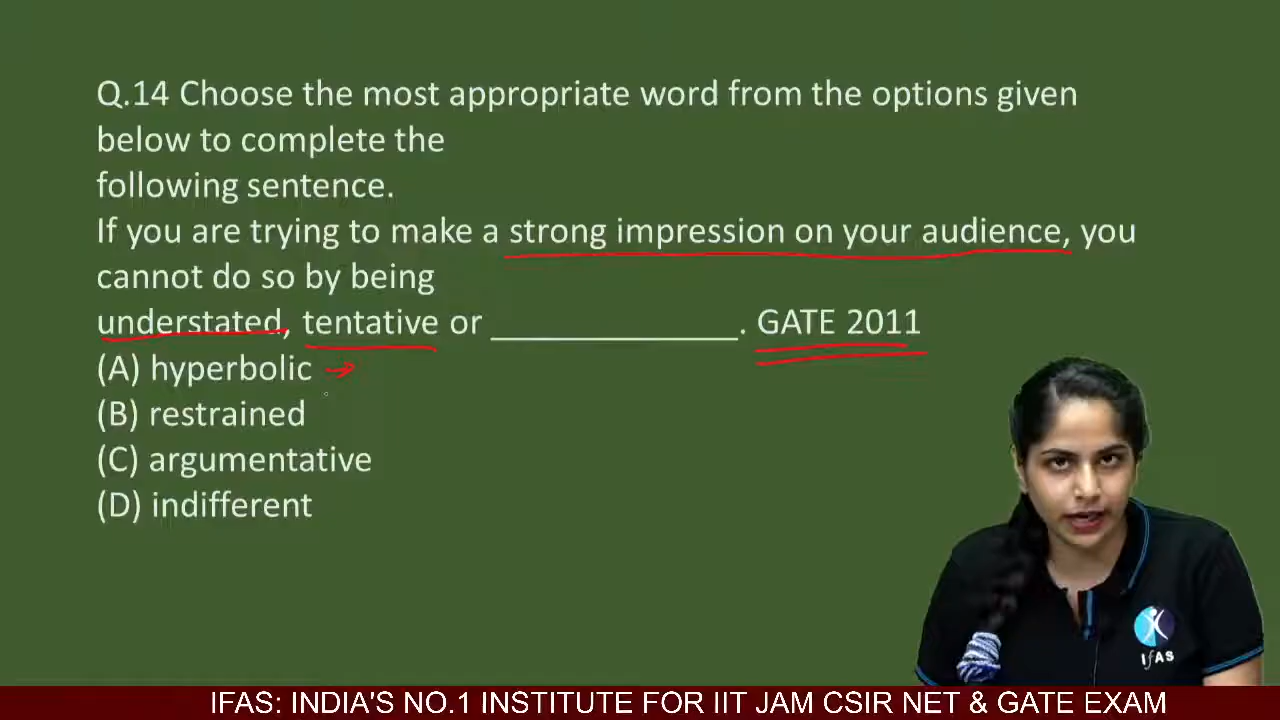 Q.14 Choose the most appropriate word from the options given
below to complete the
following sentence.
If you are trying to make a strong impression on your audience, you
cannot do so by being
understated, tentative or ______________. GATE 2011
(A) hyperbolic
(B) restrained
(C) argumentative
(D) indifferent
IfAS
IFAS: INDIA'S NO.1 INSTITUTE FOR IIT JAM CSIR NET & GATE EXAM